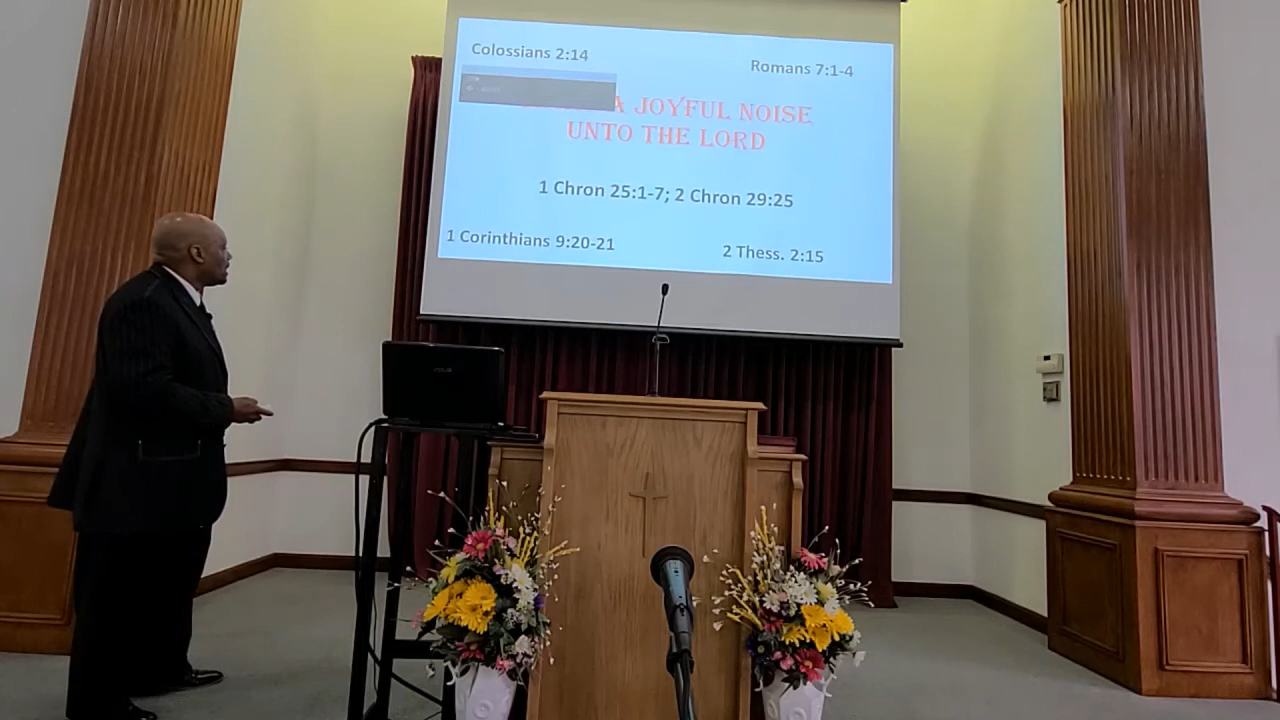 Colossians 2:14
Romans 7:1-4
A JOYFUL NOISE
UNTO THE LORD
1 Chron 25:1-7; 2 Chron 29:25
1 Corinthians 9:20-21
2 Thess. 2:15
ASUS